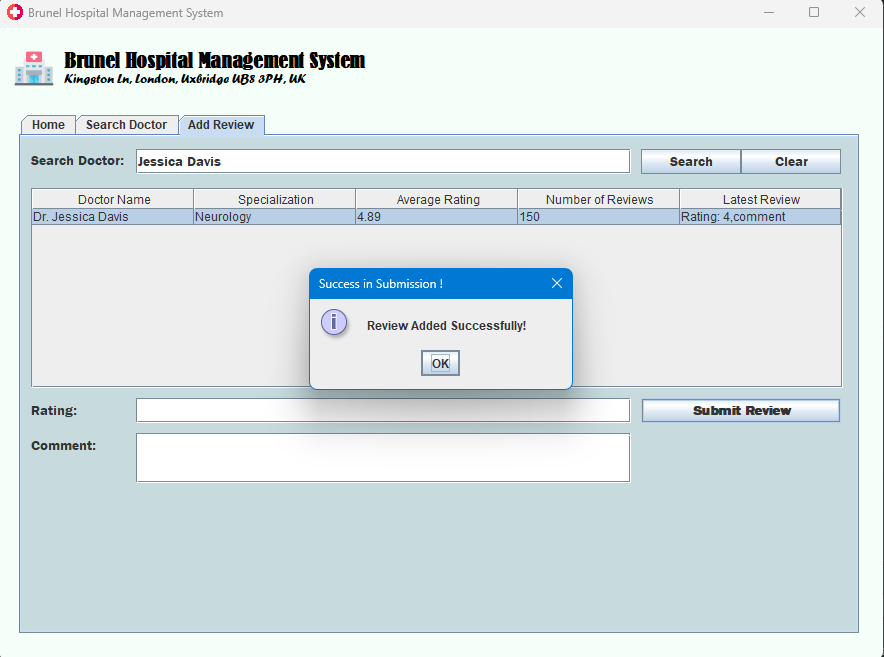 Brunel Hospital Management System
Brunel Hospital Management System
Kingston Ln, London, Uxbridge UB8 3PH, UK
Home Search Doctor Add Review
Search Doctor: Jessica Davis Search Clear
Doctor Name Specialization Average Rating Number of Reviews Latest Review
Dr. Jessica Davis Neurology 4.89 150 Rating: 4,comment
Success in Submission !
Review Added Successfully!
OK
Rating: Submit Review
Comment: